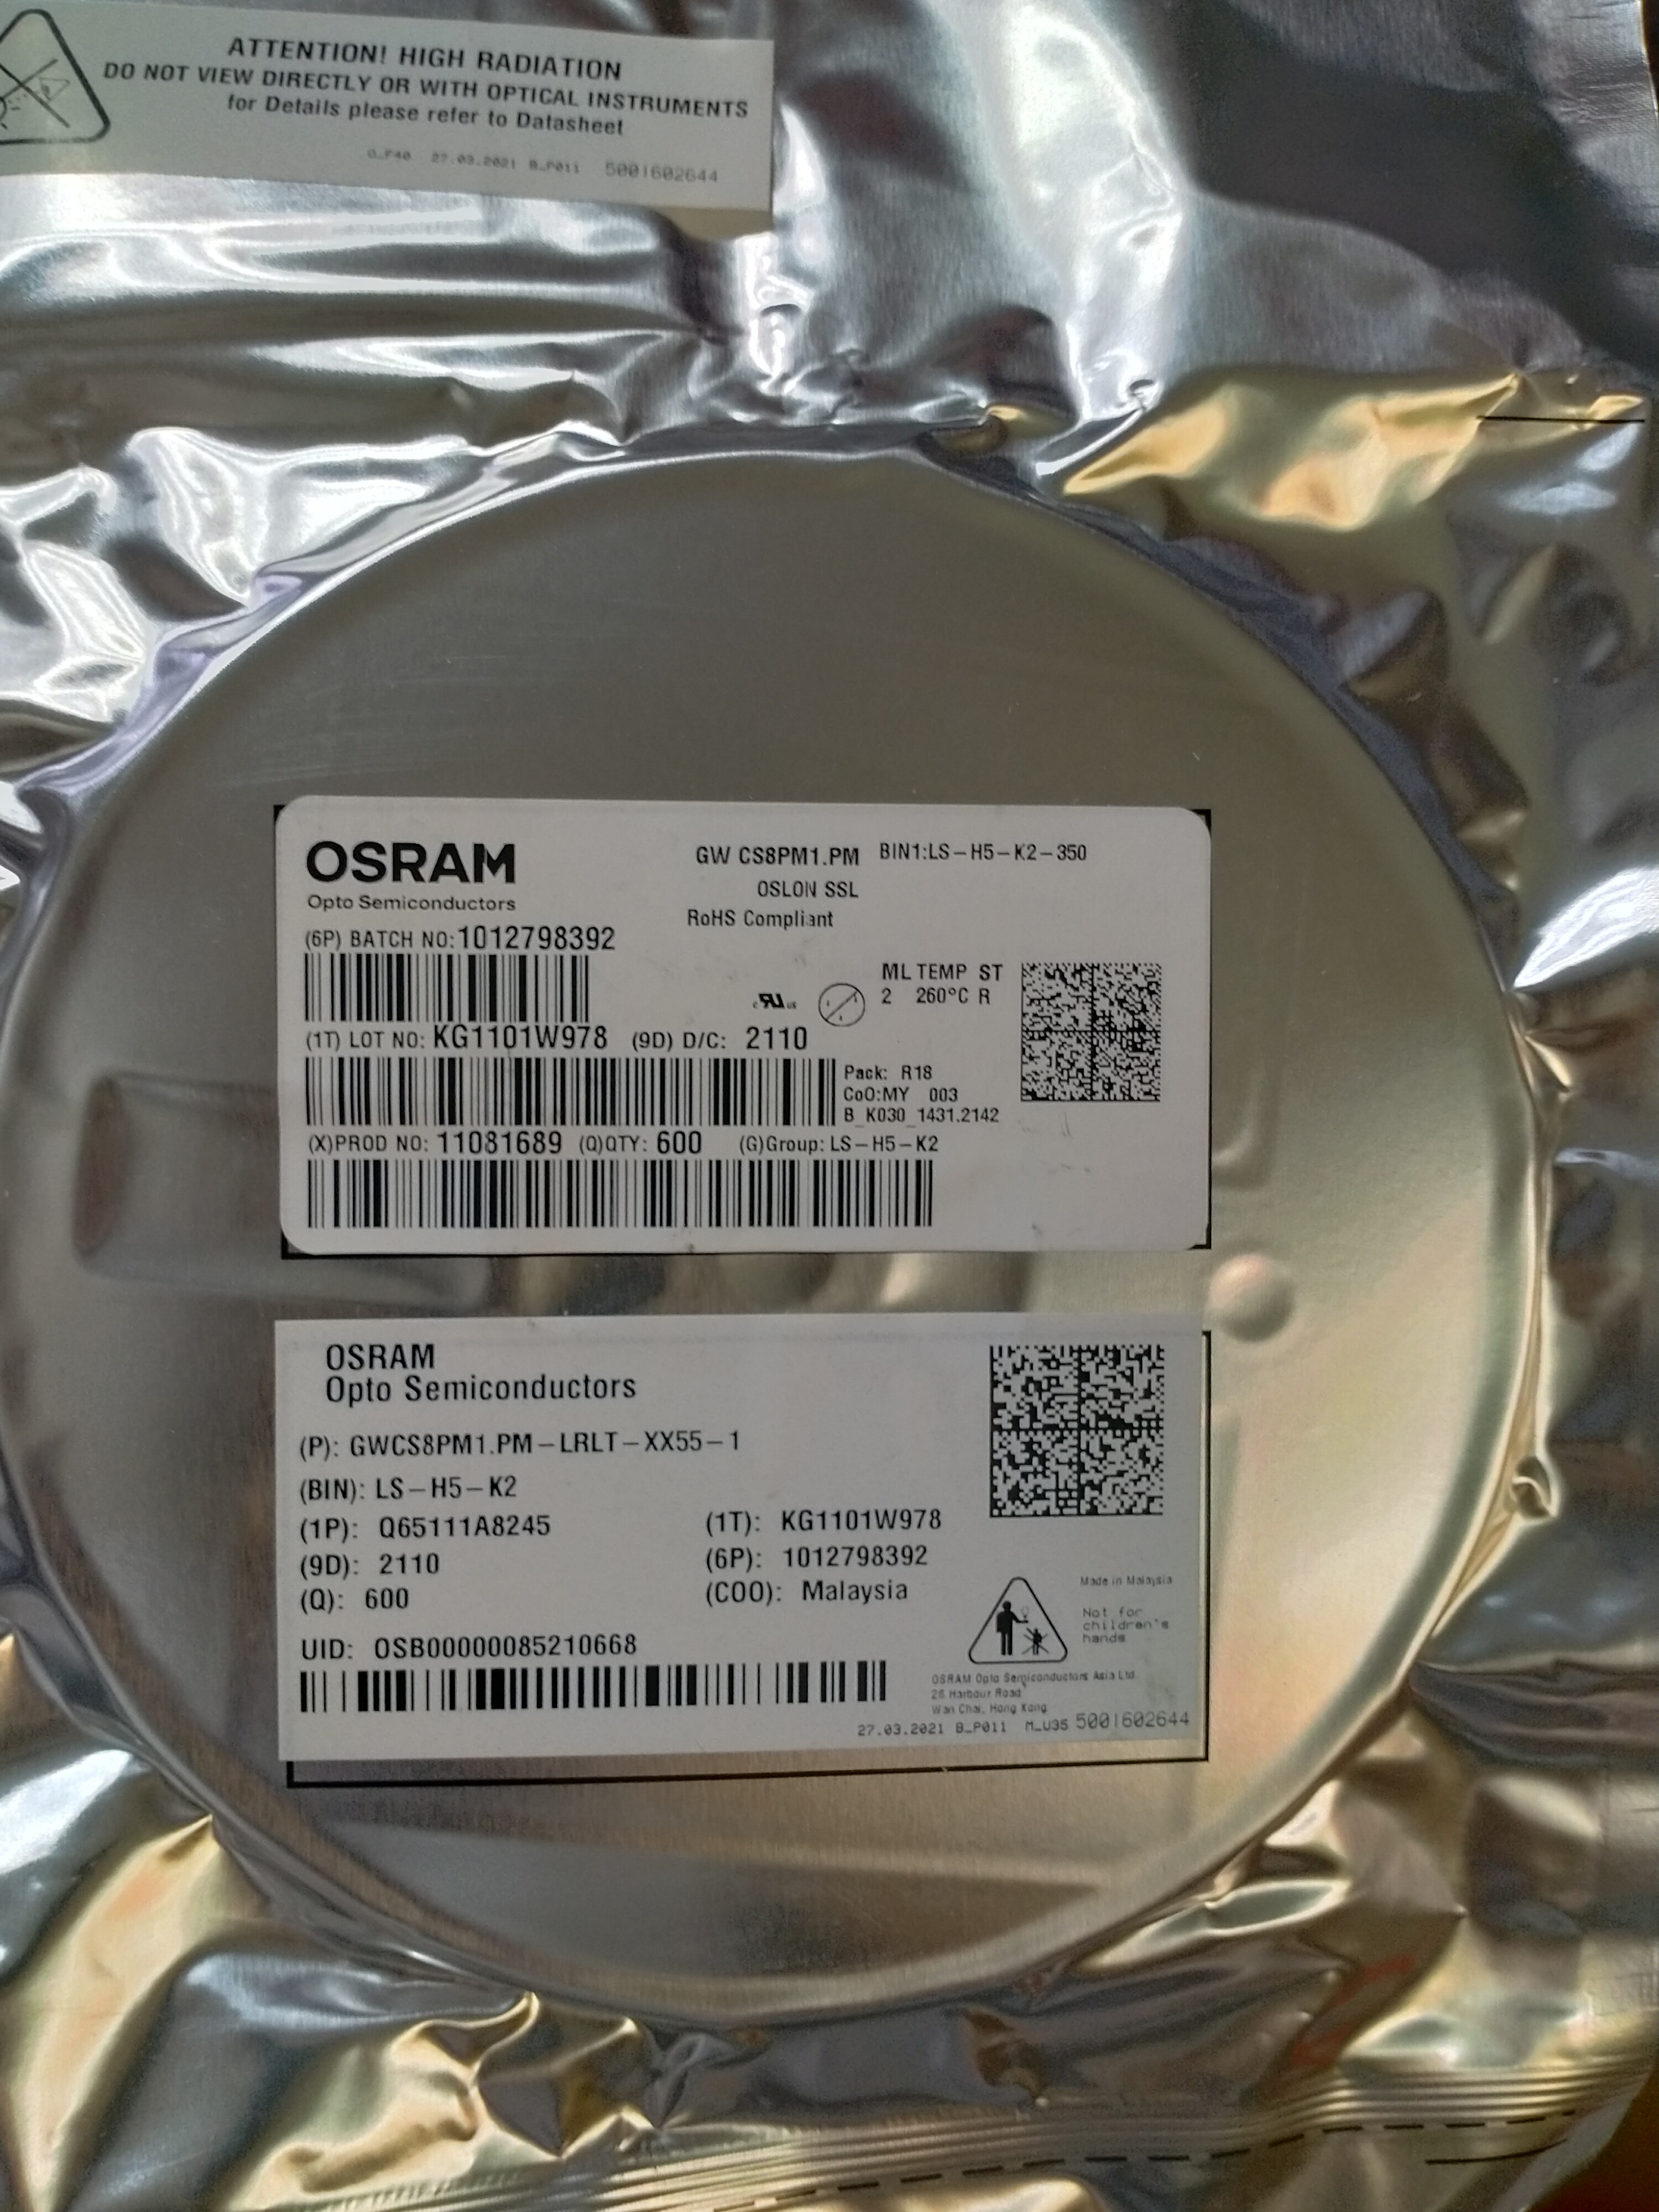 ATTENTION! HIGH RADIATION
DO NOT VIEW DIRECTLY OR WITH OPTICAL INSTRUMENTS
for Details please refer to Datasheet
27.03.2021 B_P011 5001602644
OSRAM
Opto Semiconductors
GW CS8PM1.PM BIN1:LS-H5-K2-350
OSLON SSL
RoHS Compliant
(6P) BATCH NO:1012798392
ML TEMP ST
2 260°C R
(1T) LOT NO: KG1101W978 (9D) D/C: 2110
Pack: R18
CoO:MY 003
B_K030_1431.2142
(X)PROD NO: 11081689 (Q)QTY: 600 (G)Group: LS-H5-K2
OSRAM
Opto Semiconductors
(P): GWCS8PM1.PM-LRLT-XX55-1
(BIN): LS-H5-K2
(1P): Q65111A8245 (1T): KG1101W978
(9D): 2110 (6P): 1012798392
(Q): 600 (COO): Malaysia
Made in Malaysia
Not for
children's
hands
UID: OSB00000085210668
OSRAM Opto Semiconductors Asia Ltd.
26 Harbour Road
Wan Chai, Hong Kong
27.03.2021 B_P011 M_U35 5001602644